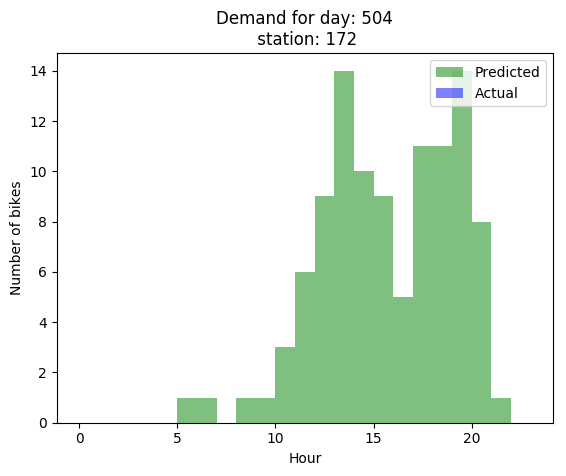 Demand for day: 504
station: 172
Predicted
Actual
Number of bikes
14
12
10
8
6
4
2
0
0 5 10 15 20
Hour